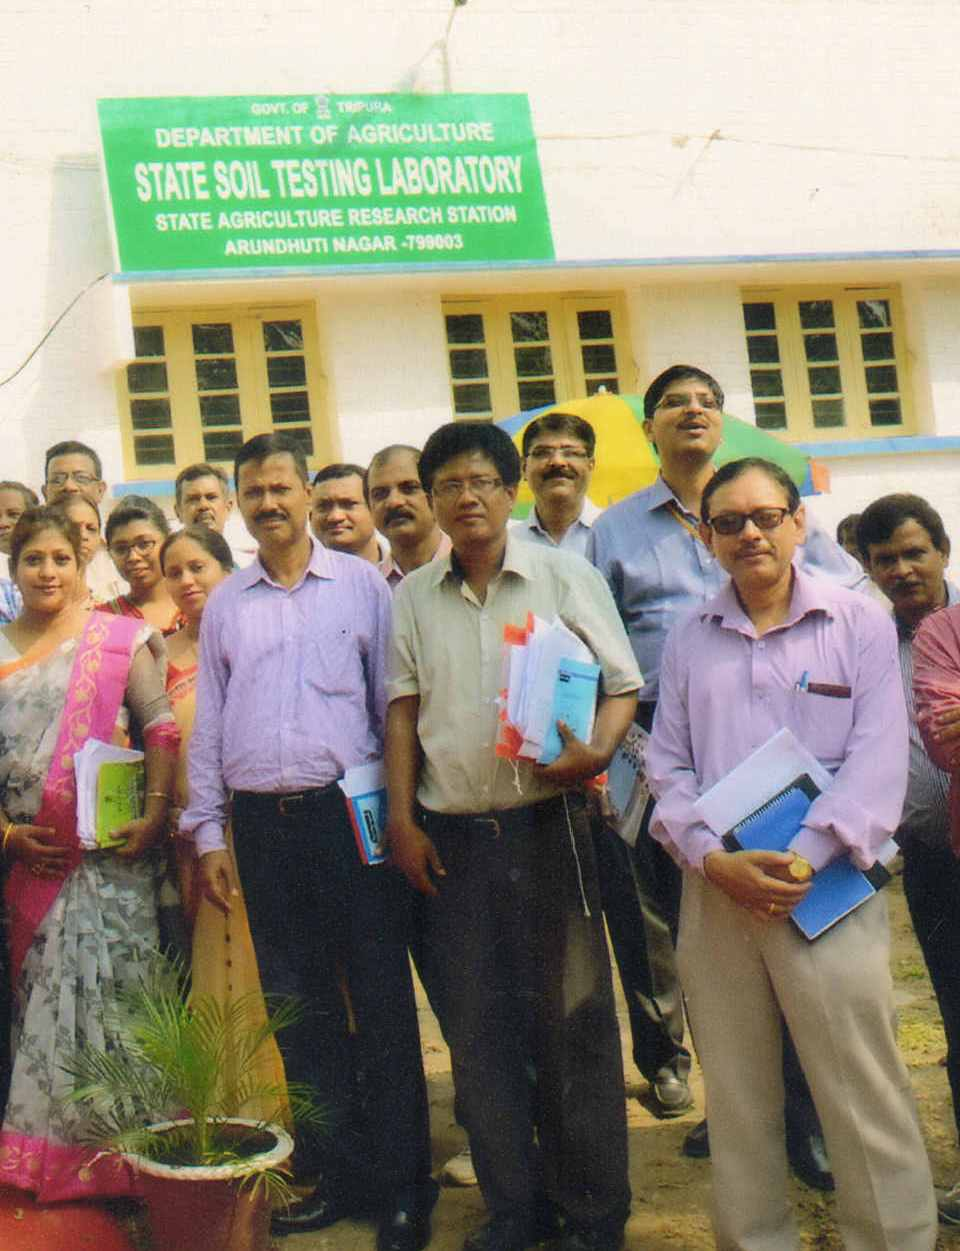 GOVT. OF TRIPURA
DEPARTMENT OF AGRICULTURE
STATE SOIL TESTING LABORATORY
STATE AGRICULTURE RESEARCH STATION
ARUNDHUTI NAGAR -799003